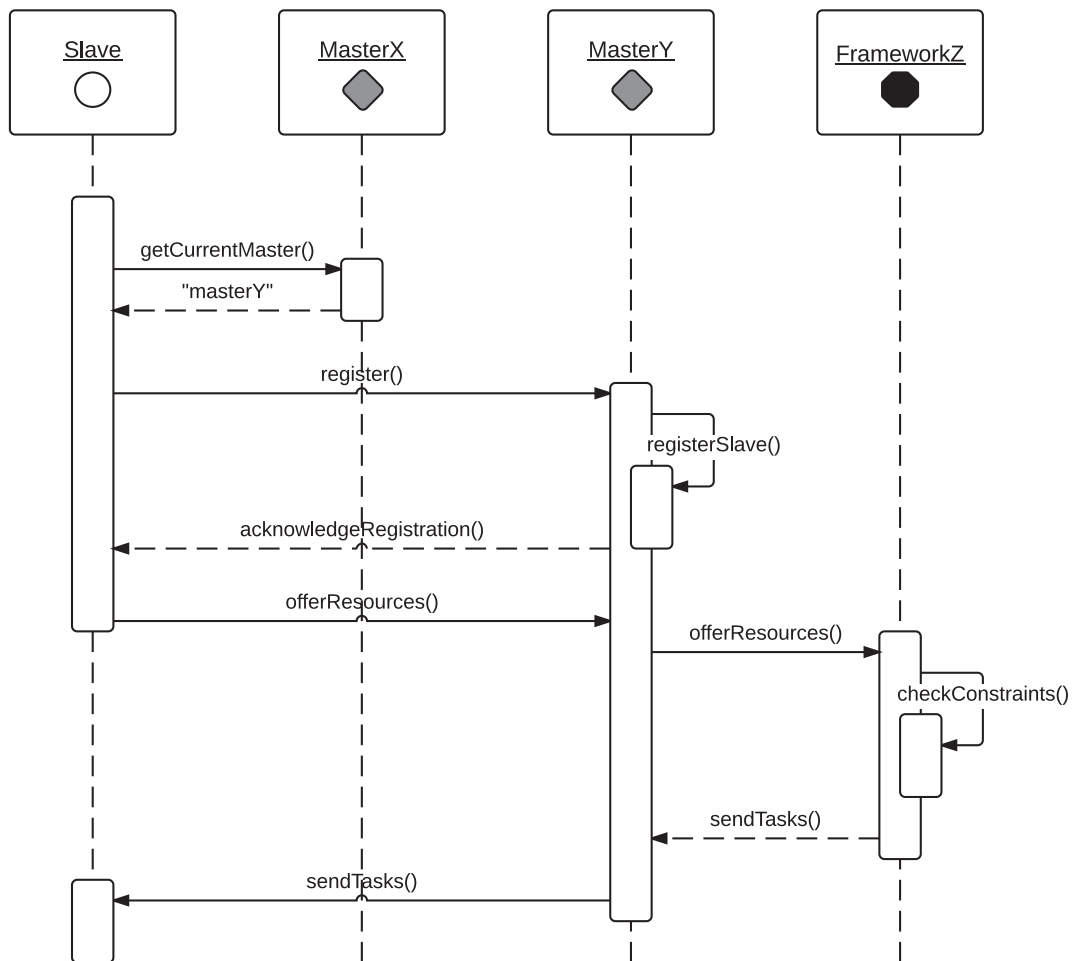 Slave
MasterX
MasterY
FrameworkZ
getCurrentMaster()
"masterY"
register()
registerSlave()
acknowledgeRegistration()
offerResources()
offerResources()
checkConstraints()
sendTasks()
sendTasks()